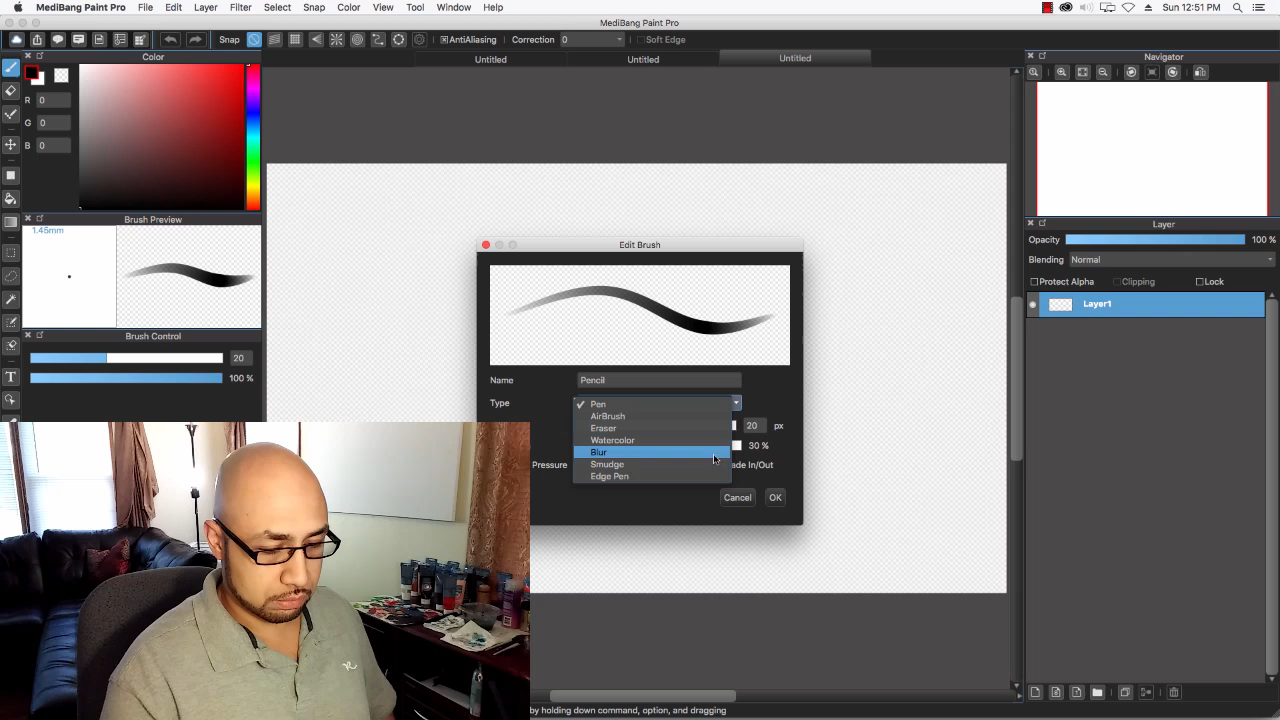 MediBang Paint Pro File Edit Layer Filter Select Snap Color View Tool Window Help Sun 12:51 PM
MediBang Paint Pro
Snap AntiAliasing Correction 0 Soft Edge
Color
Untitled Untitled Untitled
Navigator
R 0
G 0
B 0
Brush Preview
1.45mm
Brush Control
20
100 %
Edit Brush
Name Pencil
Type
Pen
AirBrush
Eraser
Watercolor
Blur
Smudge
Edge Pen
20 px
30 %
Pressure ade In/Out
Cancel OK
Layer
Opacity 100 %
Blending Normal
Protect Alpha Clipping Lock
Layer1
T
by holding down command, option, and dragging